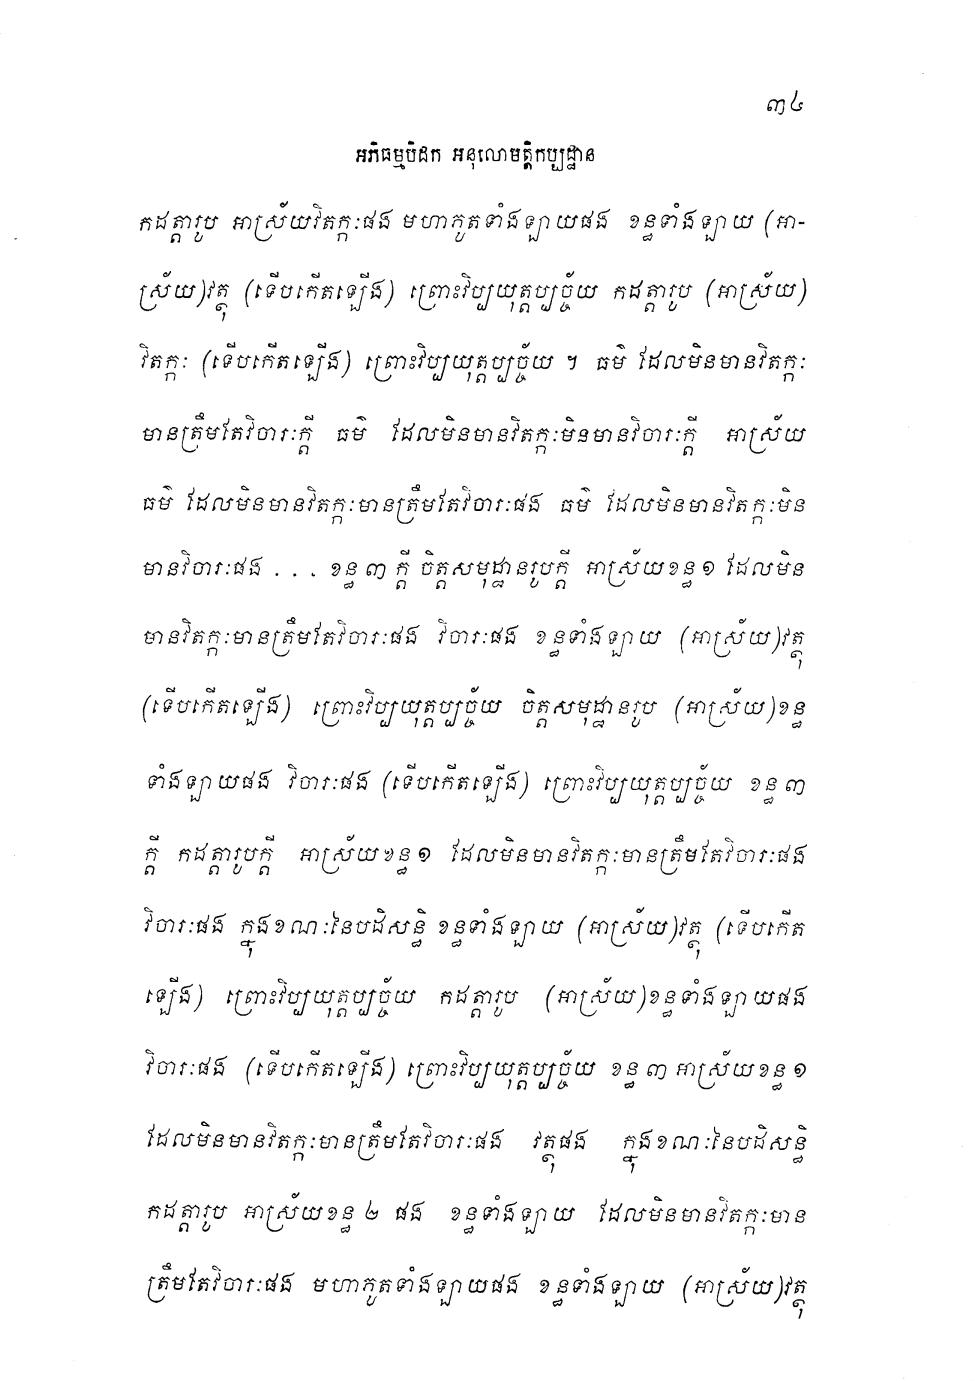 ៣៤
អភិធម្មបិដក អនុលោមត្តិកប្បដ្ឋាន
កដត្តារូប អាស្រ័យវិតក្កៈផង មហាភូតទាំងឡាយផង ខន្ធទាំងឡាយ (អា-
ស្រ័យ)វត្ថុ (ទើបកើតឡើង) ព្រោះវិប្បយុត្តប្បច្ច័យ កដត្តារូប (អាស្រ័យ)
វិតក្កៈ (ទើបកើតឡើង) ព្រោះវិប្បយុត្តប្បច្ច័យ ។ ធម៌ ដែលមិនមានវិតក្កៈ
មានត្រឹមតែវិចារៈក្តី ធម៌ ដែលមិនមានវិតក្កៈមិនមានវិចារៈក្តី អាស្រ័យ
ធម៌ ដែលមិនមានវិតក្កៈមានត្រឹមតែវិចារៈផង ធម៌ ដែលមិនមានវិតក្កៈមិន
មានវិចារៈផង . . . ខន្ធ ៣ ក្តី ចិត្តសមុដ្ឋានរូបក្តី អាស្រ័យខន្ធ ១ ដែលមិន
មានវិតក្កៈមានត្រឹមតែវិចារៈផង វិចារៈផង ខន្ធទាំងឡាយ (អាស្រ័យ)វត្ថុ
(ទើបកើតឡើង) ព្រោះវិប្បយុត្តប្បច្ច័យ ចិត្តសមុដ្ឋានរូប (អាស្រ័យ)ខន្ធ
ទាំងឡាយផង វិចារៈផង (ទើបកើតឡើង) ព្រោះវិប្បយុត្តប្បច្ច័យ ខន្ធ ៣
ក្តី កដត្តារូបក្តី អាស្រ័យខន្ធ ១ ដែលមិនមានវិតក្កៈមានត្រឹមតែវិចារៈផង
វិចារៈផង ក្នុងខណៈនៃបដិសន្ធិ ខន្ធទាំងឡាយ (អាស្រ័យ)វត្ថុ (ទើបកើត
ឡើង) ព្រោះវិប្បយុត្តប្បច្ច័យ កដត្តារូប (អាស្រ័យ)ខន្ធទាំងឡាយផង
វិចារៈផង (ទើបកើតឡើង) ព្រោះវិប្បយុត្តប្បច្ច័យ ខន្ធ ៣ អាស្រ័យខន្ធ ១
ដែលមិនមានវិតក្កៈមានត្រឹមតែវិចារៈផង វត្ថុផង ក្នុងខណៈនៃបដិសន្ធិ
កដត្តារូប អាស្រ័យខន្ធ ២ ផង ខន្ធទាំងឡាយ ដែលមិនមានវិតក្កៈមាន
ត្រឹមតែវិចារៈផង មហាភូតទាំងឡាយផង ខន្ធទាំងឡាយ (អាស្រ័យ)វត្ថុ